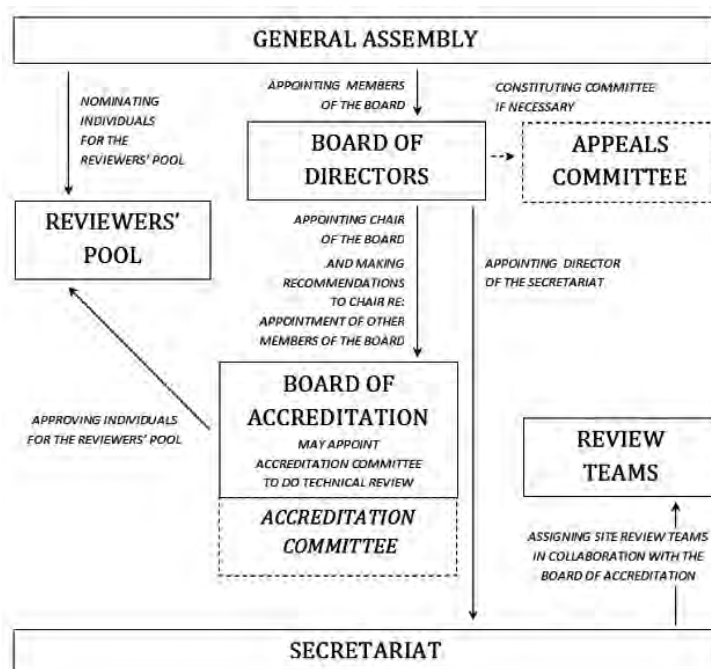 GENERAL ASSEMBLY
NOMINATING
INDIVIDUALS
FOR THE
REVIEWERS' POOL
APPOINTING MEMBERS
OF THE BOARD
CONSTITUTING COMMITTEE
IF NECESSARY
BOARD OF
DIRECTORS
APPEALS
COMMITTEE
REVIEWERS'
POOL
APPOINTING CHAIR
OF THE BOARD
AND MAKING
RECOMMENDATIONS
TO CHAIR RE:
APPOINTMENT OF OTHER
MEMBERS OF THE BOARD
APPOINTING DIRECTOR
OF THE SECRETARIAT
APPROVING INDIVIDUALS
FOR THE REVIEWERS' POOL
BOARD OF
ACCREDITATION
MAY APPOINT
ACCREDITATION COMMITTEE
TO DO TECHNICAL REVIEW
ACCREDITATION
COMMITTEE
REVIEW
TEAMS
ASSIGNING SITE REVIEW TEAMS
IN COLLABORATION WITH THE
BOARD OF ACCREDITATION
SECRETARIAT